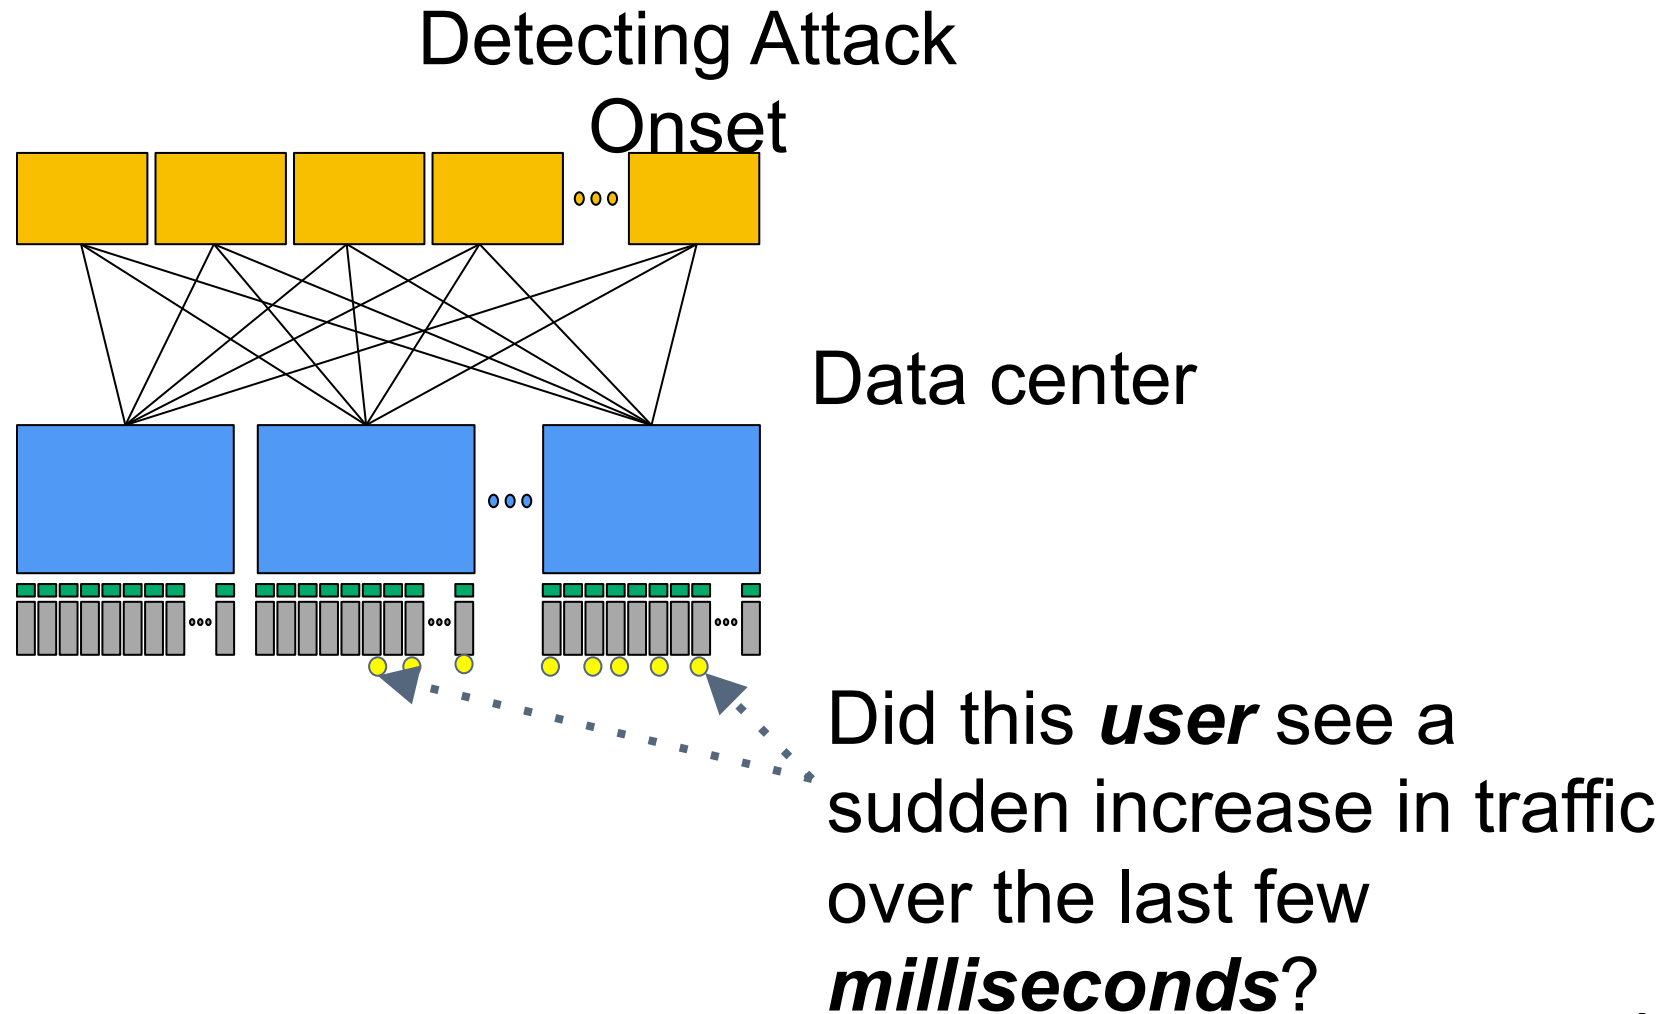 Detecting Attack
Onset
Data center
Did this user see a
sudden increase in traffic
over the last few
milliseconds?